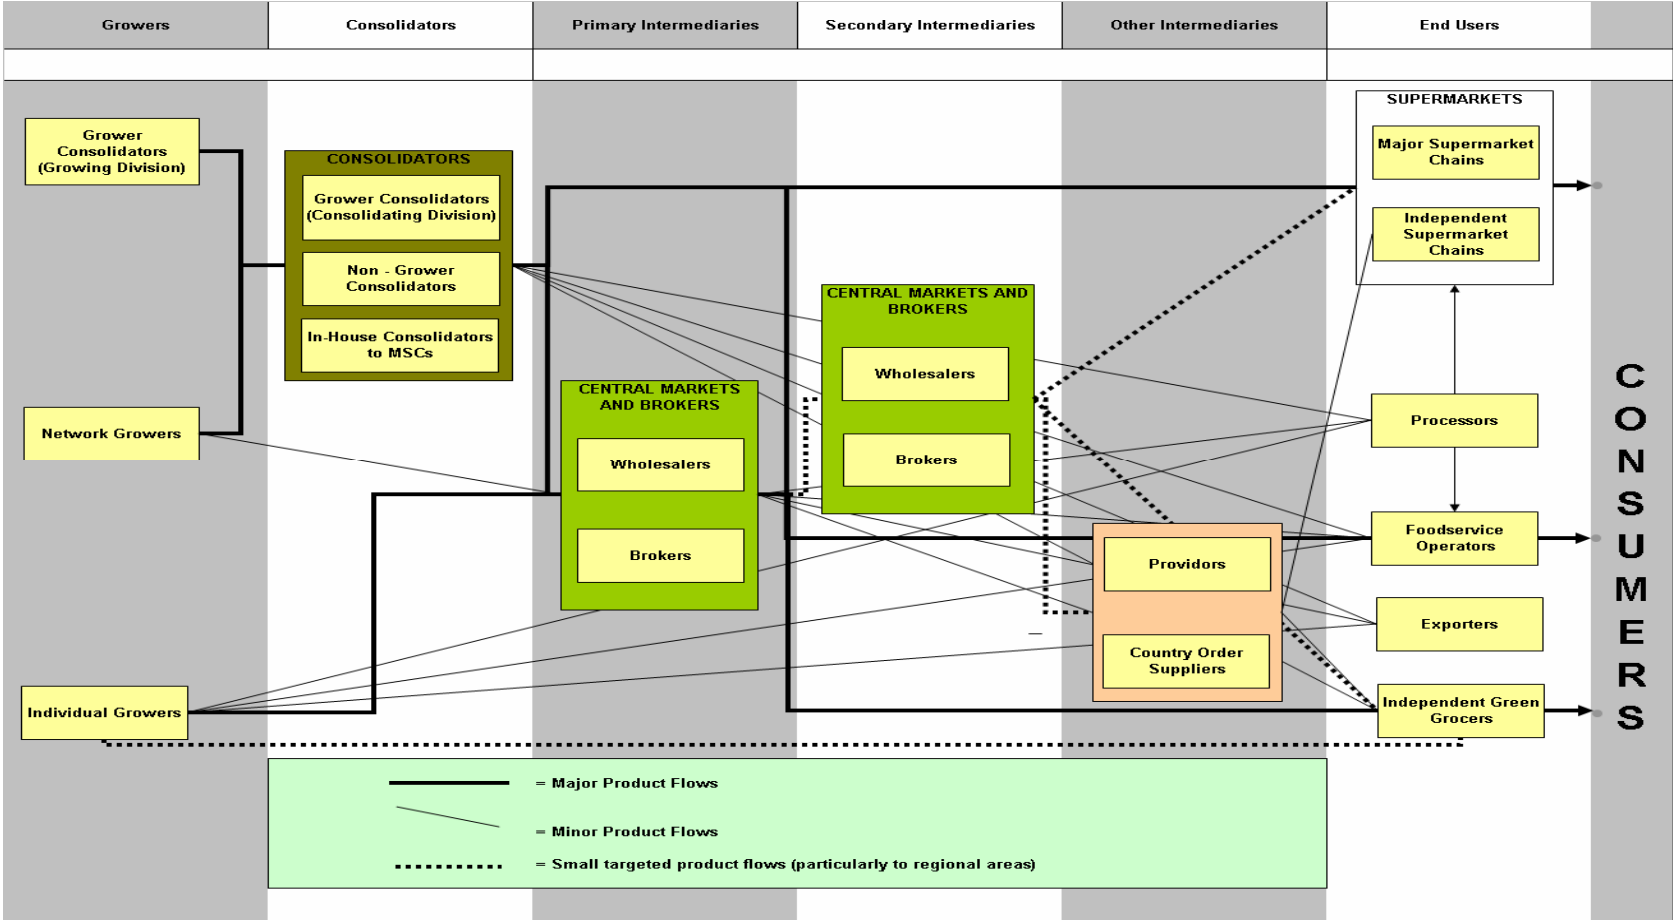 Growers
Consolidators
Primary Intermediaries
Secondary Intermediaries
Other Intermediaries
End Users
Grower
Consolidators
(Growing Division)
Network Growers
Individual Growers
CONSOLIDATORS
Grower Consolidators
(Consolidating Division)
Non - Grower
Consolidators
In-House Consolidators
to MSCs
CENTRAL MARKETS
AND BROKERS
Wholesalers
Brokers
CENTRAL MARKETS AND
BROKERS
Wholesalers
Brokers
Providors
Country Order
Suppliers
SUPERMARKETS
Major Supermarket
Chains
Independent
Supermarket
Chains
Processors
Foodservice
Operators
Exporters
Independent Green
Grocers
CONSUMERS
= Major Product Flows
= Minor Product Flows
= Small targeted product flows (particularly to regional areas)